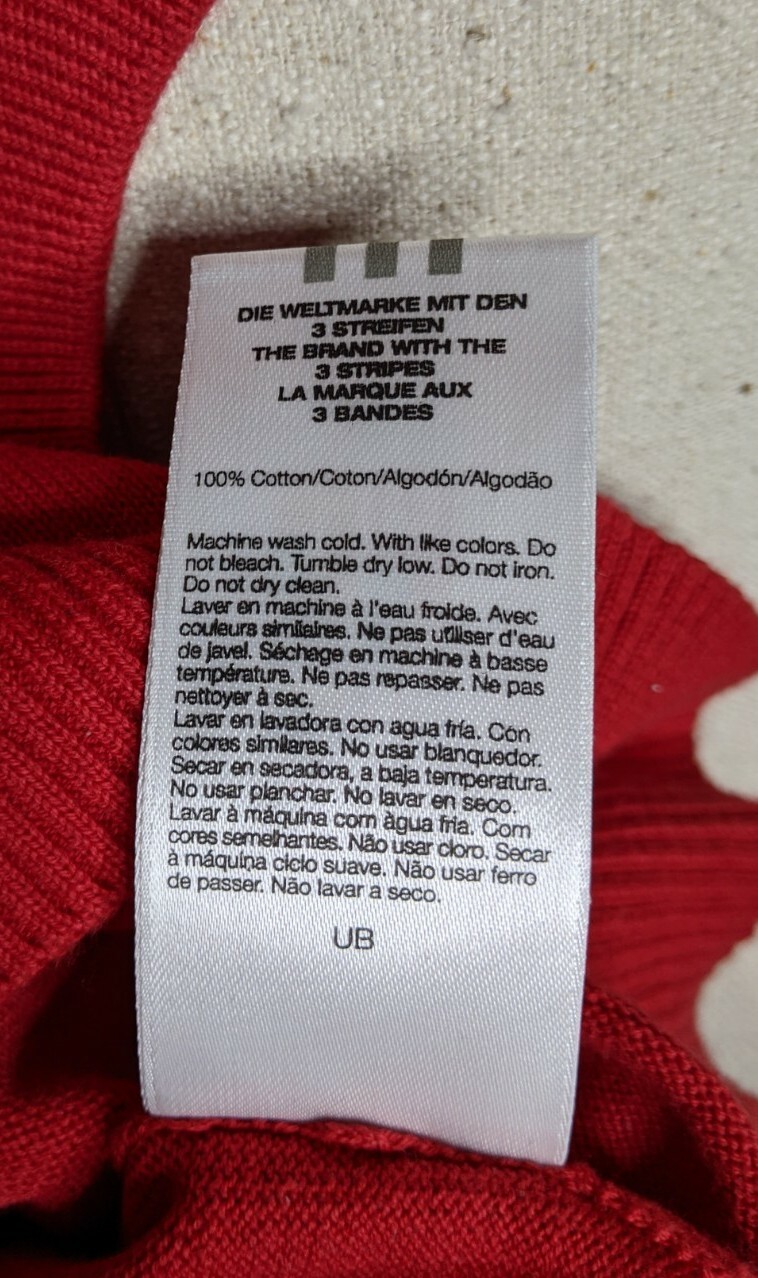 DIE WELTMARKE MIT DEN
3 STREIFEN
THE BRAND WITH THE
3 STRIPES
LA MARQUE AUX
3 BANDES
100% Cotton/Coton/Algodón/Algodão
Machine wash cold. With like colors. Do
not bleach. Tumble dry low. Do not iron.
Do not dry clean.
Laver en machine à l'eau froide. Avec
couleurs similaires. Ne pas utiliser d'eau
de javel. Séchage en machine à basse
température. Ne pas repasser. Ne pas
nettoyer à sec.
Lavar en lavadora con agua fría. Con
colores similares. No usar blanquedor.
Secar en secadora, a baja temperatura.
No usar planchar. No lavar en seco.
Lavar à máquina com àgua fria. Com
cores semelhantes. Não usar cloro. Secar
à máquina ciclo suave. Não usar ferro
de passer. Não lavar a seco.
UB